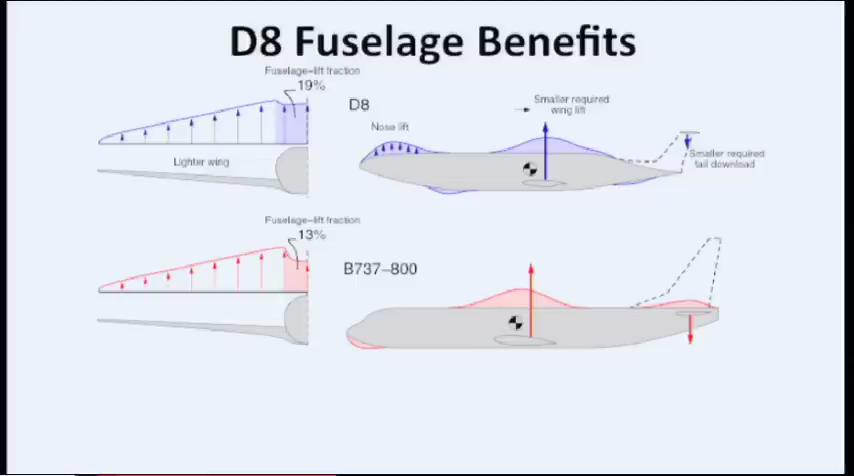 D8 Fuselage Benefits
Fuselage–lift fraction
19%
D8
Smaller required
wing lift
Nose lift
Lighter wing
Smaller required
tail download
Fuselage–lift fraction
13%
B737–800